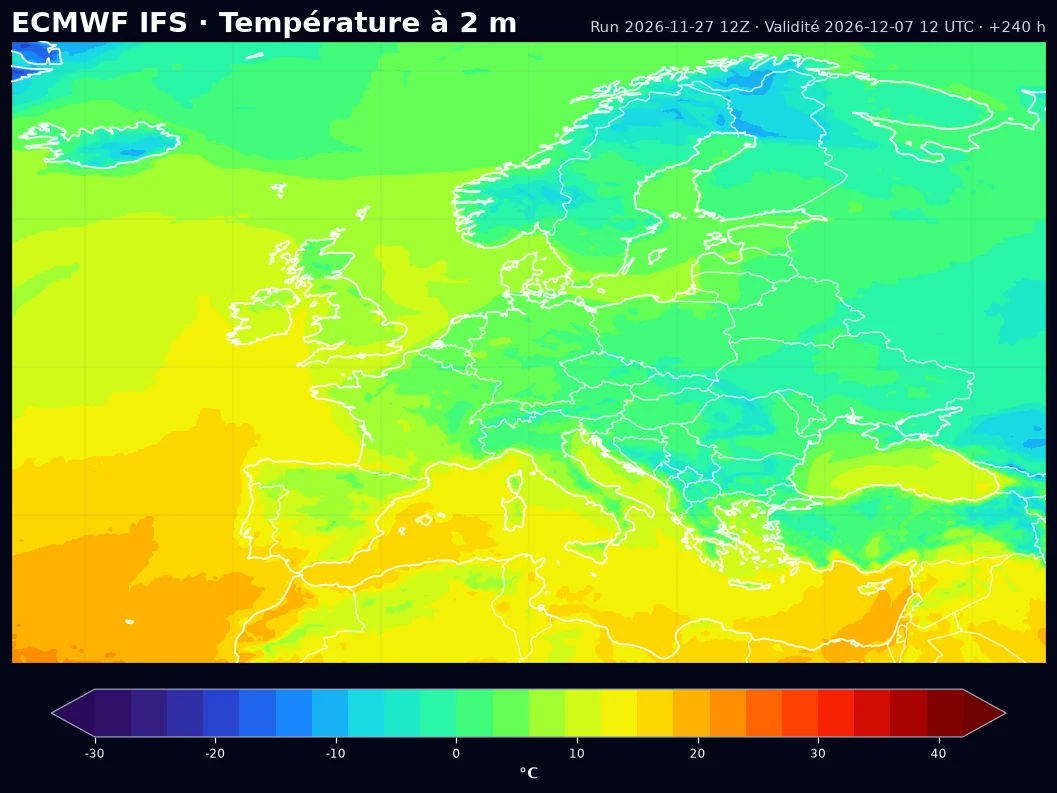 ECMWF IFS · Température à 2 m
Run 2026-11-27 12Z · Validité 2026-12-07 12 UTC · +240 h
-30 -20 -10 0 10 20 30 40
°C